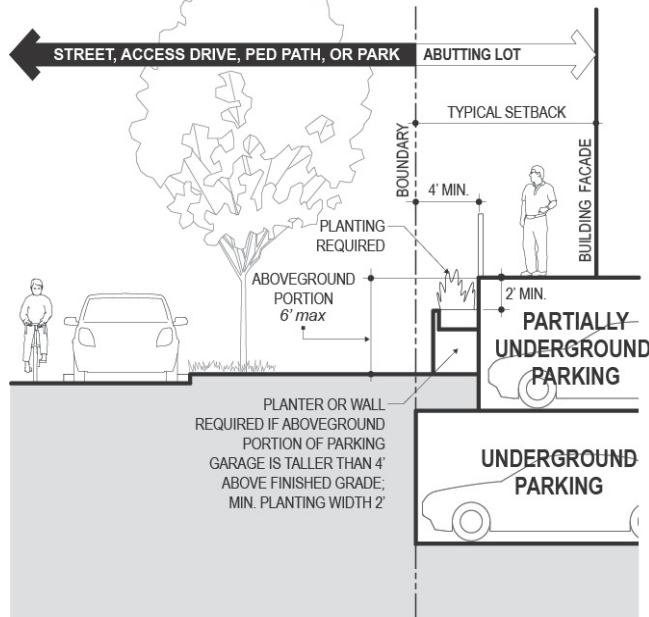 STREET, ACCESS DRIVE, PED PATH, OR PARK
ABUTTING LOT
TYPICAL SETBACK
BOUNDARY
BUILDING FACADE
4' MIN.
PLANTING
REQUIRED
ABOVEGROUND
PORTION
6' max
2' MIN.
PARTIALLY
UNDERGROUND
PARKING
PLANTER OR WALL
REQUIRED IF ABOVEGROUND
PORTION OF PARKING
GARAGE IS TALLER THAN 4'
ABOVE FINISHED GRADE;
MIN. PLANTING WIDTH 2'
UNDERGROUND
PARKING